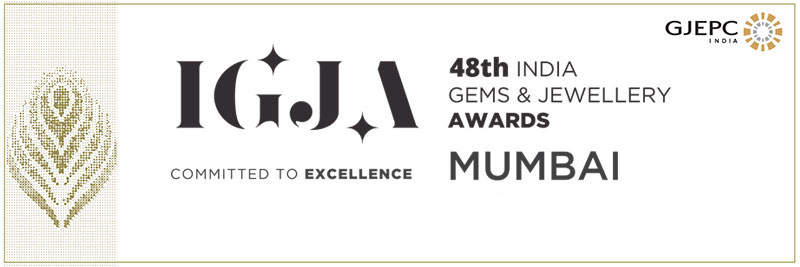 GJEPC
INDIA
IGJA
COMMITTED TO EXCELLENCE
48th INDIA
GEMS & JEWELLERY
AWARDS
MUMBAI